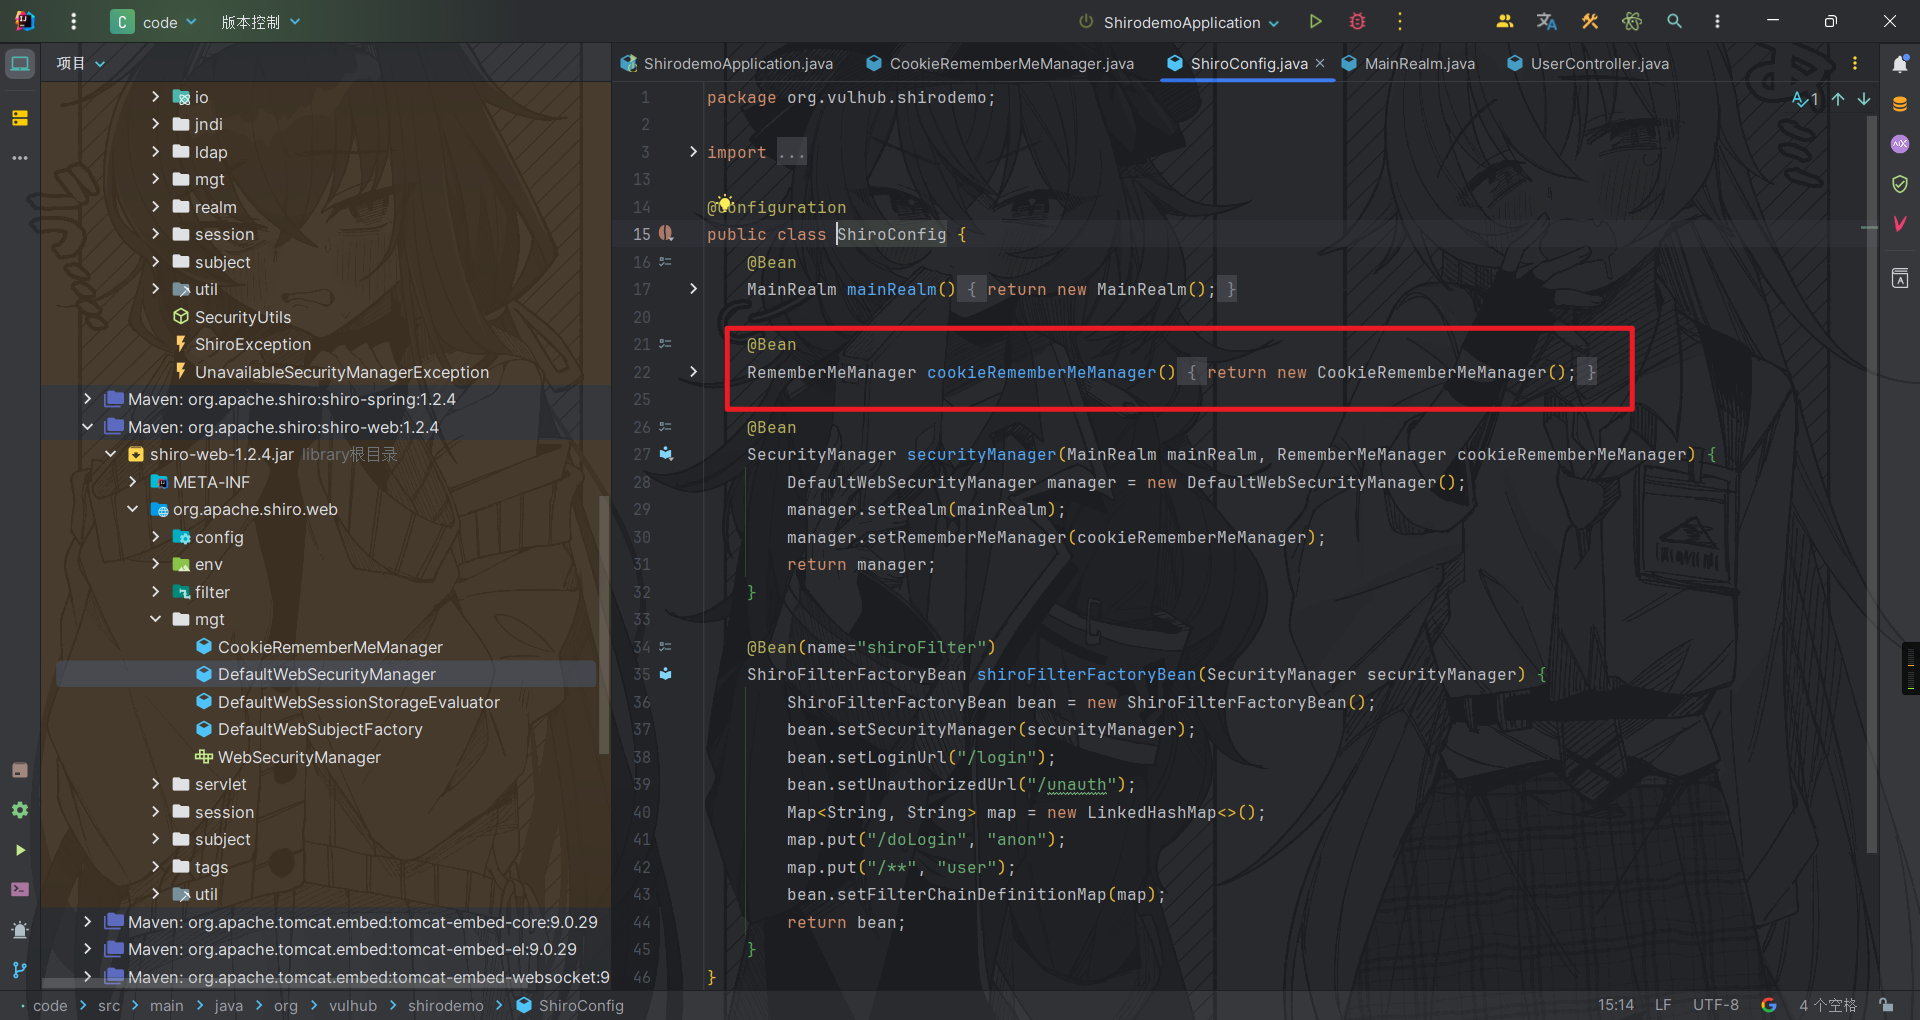 C code 版本控制 ShirodemoApplication
项目
io
jndi
ldap
mgt
realm
session
subject
util
SecurityUtils
ShiroException
UnavailableSecurityManagerException
Maven: org.apache.shiro:shiro-spring:1.2.4
Maven: org.apache.shiro:shiro-web:1.2.4
shiro-web-1.2.4.jar library根目录
META-INF
org.apache.shiro.web
config
env
filter
mgt
CookieRememberMeManager
DefaultWebSecurityManager
DefaultWebSessionStorageEvaluator
DefaultWebSubjectFactory
WebSecurityManager
servlet
session
subject
tags
util
Maven: org.apache.tomcat.embed:tomcat-embed-core:9.0.29
Maven: org.apache.tomcat.embed:tomcat-embed-el:9.0.29
Maven: org.apache.tomcat.embed:tomcat-embed-websocket:9
ShirodemoApplication.java CookieRememberMeManager.java ShiroConfig.java MainRealm.java UserController.java
1 package org.vulhub.shirodemo; 1
2
3 import ...
13
14 @Configuration
15 public class ShiroConfig {
16 @Bean
17 MainRealm mainRealm() { return new MainRealm(); }
20
21 @Bean
22 RememberMeManager cookieRememberMeManager() { return new CookieRememberMeManager(); }
25
26 @Bean
27 SecurityManager securityManager(MainRealm mainRealm, RememberMeManager cookieRememberMeManager) {
28 DefaultWebSecurityManager manager = new DefaultWebSecurityManager();
29 manager.setRealm(mainRealm);
30 manager.setRememberMeManager(cookieRememberMeManager);
31 return manager;
32 }
33
34 @Bean(name="shiroFilter")
35 ShiroFilterFactoryBean shiroFilterFactoryBean(SecurityManager securityManager) {
36 ShiroFilterFactoryBean bean = new ShiroFilterFactoryBean();
37 bean.setSecurityManager(securityManager);
38 bean.setLoginUrl("/login");
39 bean.setUnauthorizedUrl("/unauth");
40 Map<String, String> map = new LinkedHashMap<>();
41 map.put("/doLogin", "anon");
42 map.put("/**", "user");
43 bean.setFilterChainDefinitionMap(map);
44 return bean;
45 }
46 }
code > src > main > java > org > vulhub > shirodemo > ShiroConfig 15:14 LF UTF-8 4 个空格